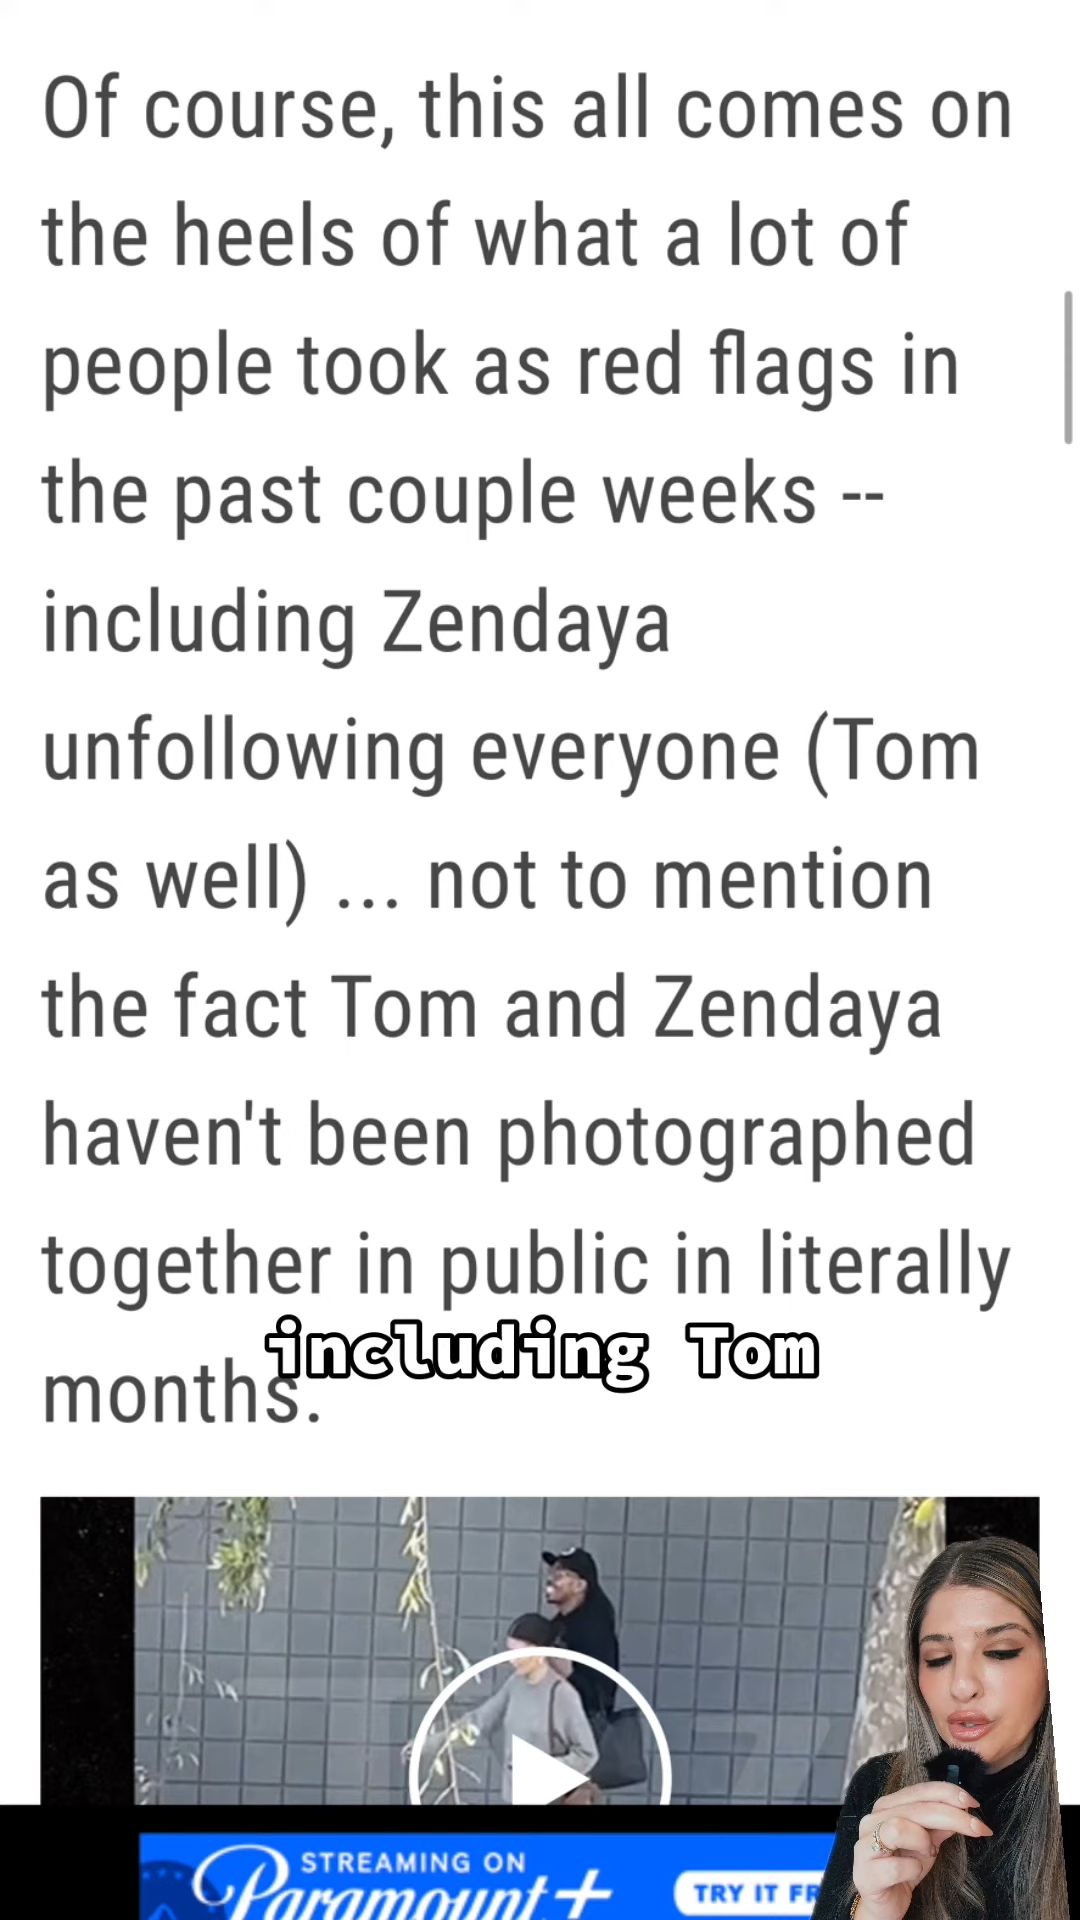 Of course, this all comes on
the heels of what a lot of
people took as red flags in
the past couple weeks --
including Zendaya
unfollowing everyone (Tom
as well) ... not to mention
the fact Tom and Zendaya
haven't been photographed
together in public in literally
including Tom
months.
STREAMING ON
Paramount+
TRY IT FR